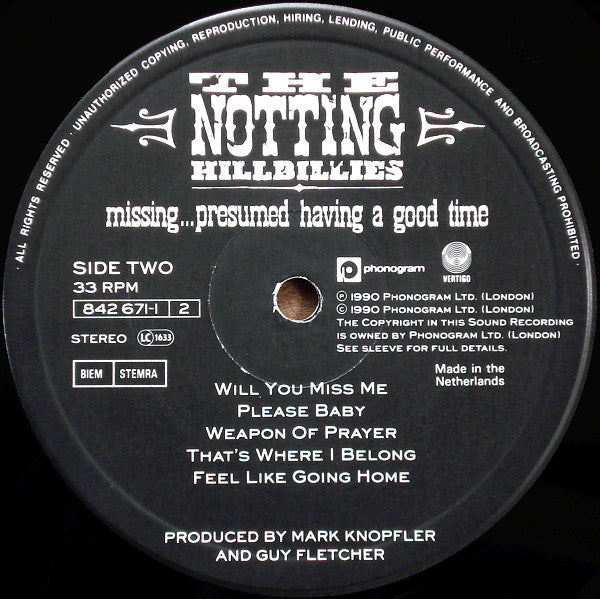 · ALL RIGHTS RESERVED · UNAUTHORIZED COPYING, REPRODUCTION, HIRING, LENDING, PUBLIC PERFORMANCE AND BROADCASTING PROHIBITED ·
THE
NOTTING
HILLBILLIES
missing...presumed having a good time
SIDE TWO
33 RPM
842 671-1 2
STEREO LC 1633
BIEM STEMRA
phonogram
VERTIGO
℗ 1990 PHONOGRAM LTD. (LONDON)
© 1990 PHONOGRAM LTD. (LONDON)
THE COPYRIGHT IN THIS SOUND RECORDING
IS OWNED BY PHONOGRAM LTD. (LONDON)
SEE SLEEVE FOR FULL DETAILS.
Made in the
Netherlands
WILL YOU MISS ME
PLEASE BABY
WEAPON OF PRAYER
THAT'S WHERE I BELONG
FEEL LIKE GOING HOME
PRODUCED BY MARK KNOPFLER
AND GUY FLETCHER